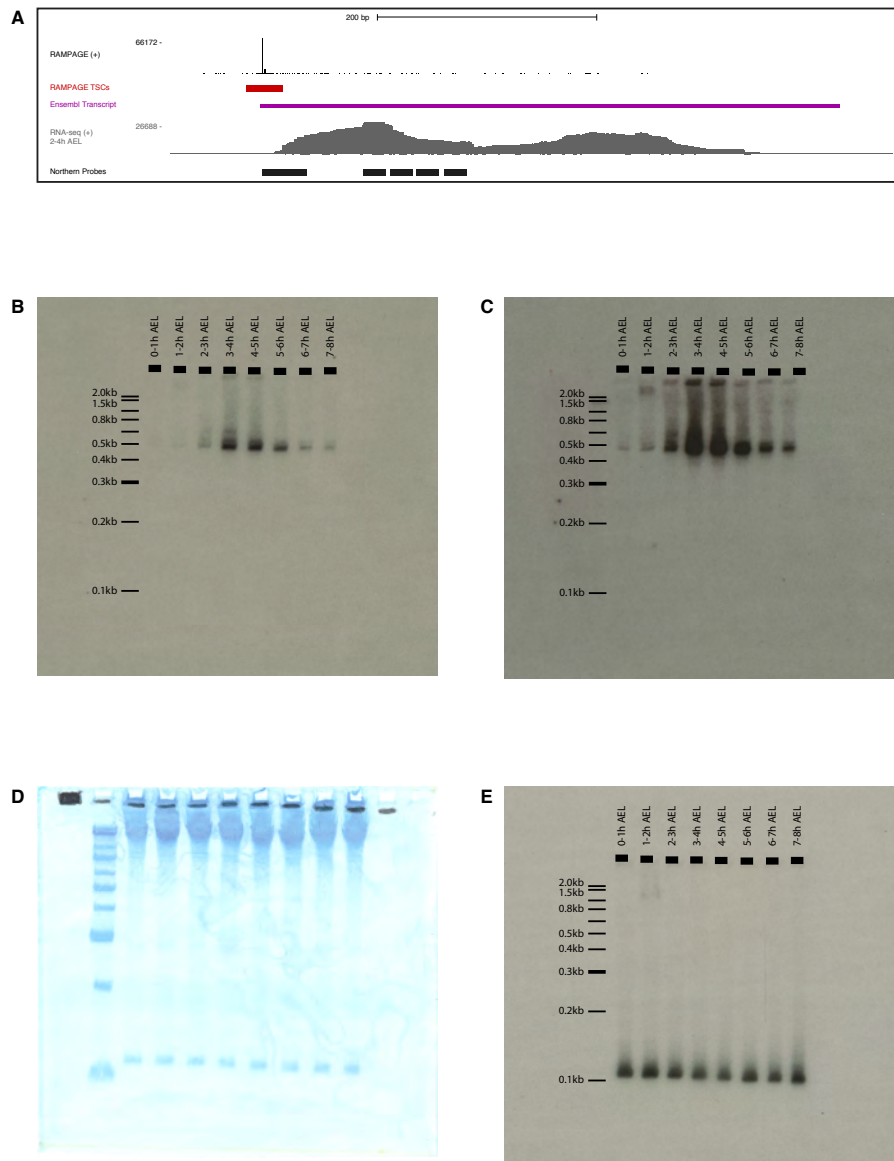 A
200 bp
66172 -
RAMPAGE (+)
RAMPAGE TSCs
Ensembl Transcript
26688 -
RNA-seq (+)
2-4h AEL
Northern Probes
B
0-1h AEL
1-2h AEL
2-3h AEL
3-4h AEL
4-5h AEL
5-6h AEL
6-7h AEL
7-8h AEL
2.0kb
1.5kb
0.8kb
0.5kb
0.4kb
0.3kb
0.2kb
0.1kb
C
0-1h AEL
1-2h AEL
2-3h AEL
3-4h AEL
4-5h AEL
5-6h AEL
6-7h AEL
7-8h AEL
2.0kb
1.5kb
0.8kb
0.5kb
0.4kb
0.3kb
0.2kb
0.1kb
D
E
0-1h AEL
1-2h AEL
2-3h AEL
3-4h AEL
4-5h AEL
5-6h AEL
6-7h AEL
7-8h AEL
2.0kb
1.5kb
0.8kb
0.5kb
0.4kb
0.3kb
0.2kb
0.1kb